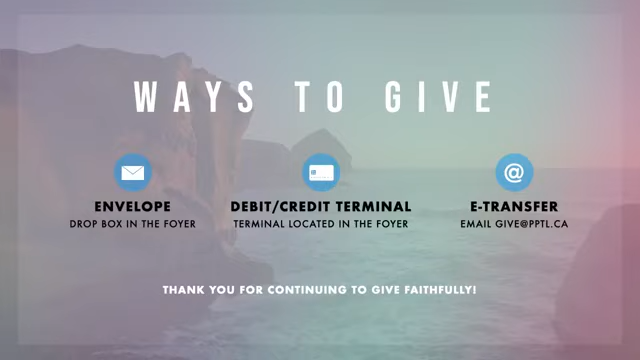 WAYS TO GIVE
@
ENVELOPE
DROP BOX IN THE FOYER
DEBIT/CREDIT TERMINAL
TERMINAL LOCATED IN THE FOYER
E-TRANSFER
EMAIL GIVE@PPTL.CA
THANK YOU FOR CONTINUING TO GIVE FAITHFULLY!